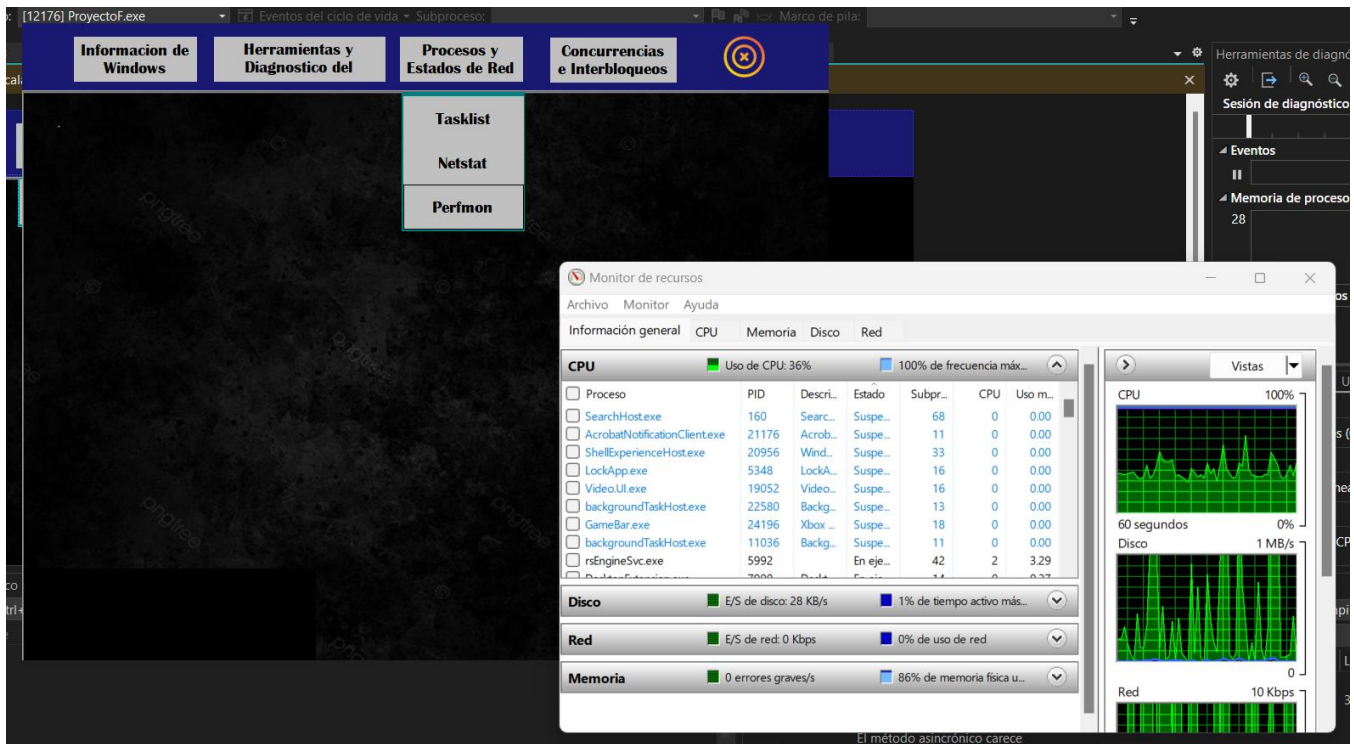 [12176] ProyectoF.exe
Eventos del ciclo de vida
Subproceso:
Marco de pila:
Informacion de
Windows
Herramientas y
Diagnostico del
Procesos y
Estados de Red
Concurrencias
e Interbloqueos
Tasklist
Netstat
Perfmon
pngtree
pngtree
pngtree
pngtree
pngtree
pngtree
Herramientas de diagnó
Sesión de diagnóstico
Eventos
Memoria de proceso
28
Monitor de recursos
Archivo Monitor Ayuda
Información general CPU Memoria Disco Red
CPU Uso de CPU: 36% 100% de frecuencia máx...
Proceso PID Descri... Estado Subpr... CPU Uso m...
SearchHost.exe 160 Searc... Suspe... 68 0 0.00
AcrobatNotificationClient.exe 21176 Acrob... Suspe... 11 0 0.00
ShellExperienceHost.exe 20956 Wind... Suspe... 33 0 0.00
LockApp.exe 5348 LockA... Suspe... 16 0 0.00
Video.UI.exe 19052 Video... Suspe... 16 0 0.00
backgroundTaskHost.exe 22580 Backg... Suspe... 13 0 0.00
GameBar.exe 24196 Xbox ... Suspe... 18 0 0.00
backgroundTaskHost.exe 11036 Backg... Suspe... 11 0 0.00
rsEngineSvc.exe 5992 En eje... 42 2 3.29
Disco E/S de disco: 28 KB/s 1% de tiempo activo más...
Red E/S de red: 0 Kbps 0% de uso de red
Memoria 0 errores graves/s 86% de memoria física u...
Vistas
CPU 100%
60 segundos 0%
Disco 1 MB/s
0
Red 10 Kbps
El método asincrónico carece